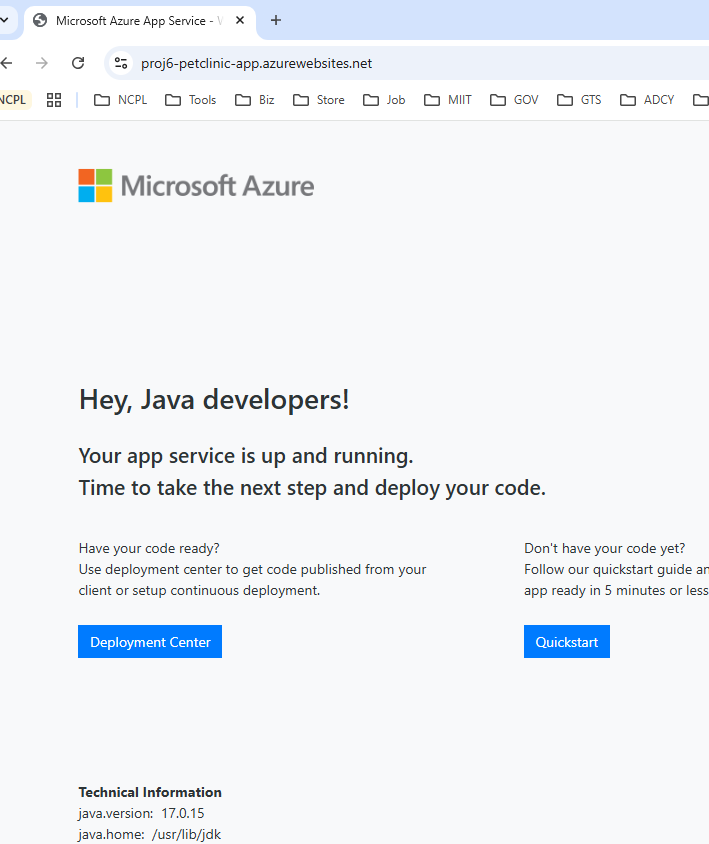 Microsoft Azure App Service -
proj6-petclinic-app.azurewebsites.net
NCPL
NCPL
Tools
Biz
Store
Job
MIIT
GOV
GTS
ADCY
Microsoft Azure
Hey, Java developers!
Your app service is up and running.
Time to take the next step and deploy your code.
Have your code ready?
Use deployment center to get code published from your
client or setup continuous deployment.
Deployment Center
Don't have your code yet?
Follow our quickstart guide
app ready in 5 minutes or less
Quickstart
Technical Information
java.version: 17.0.15
java.home: /usr/lib/jdk